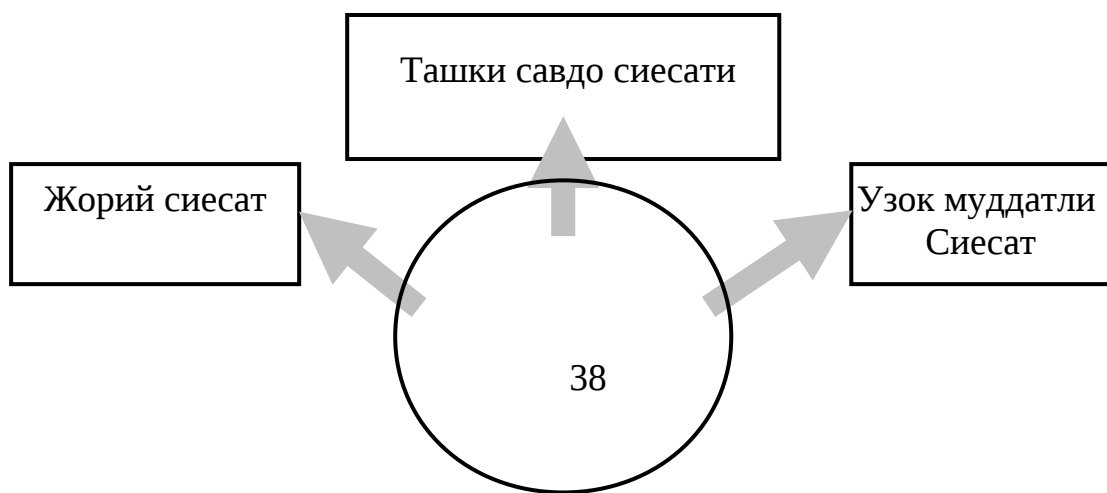 Ташки савдо сиесати
Жорий сиесат
Узок муддатли
Сиесат
38